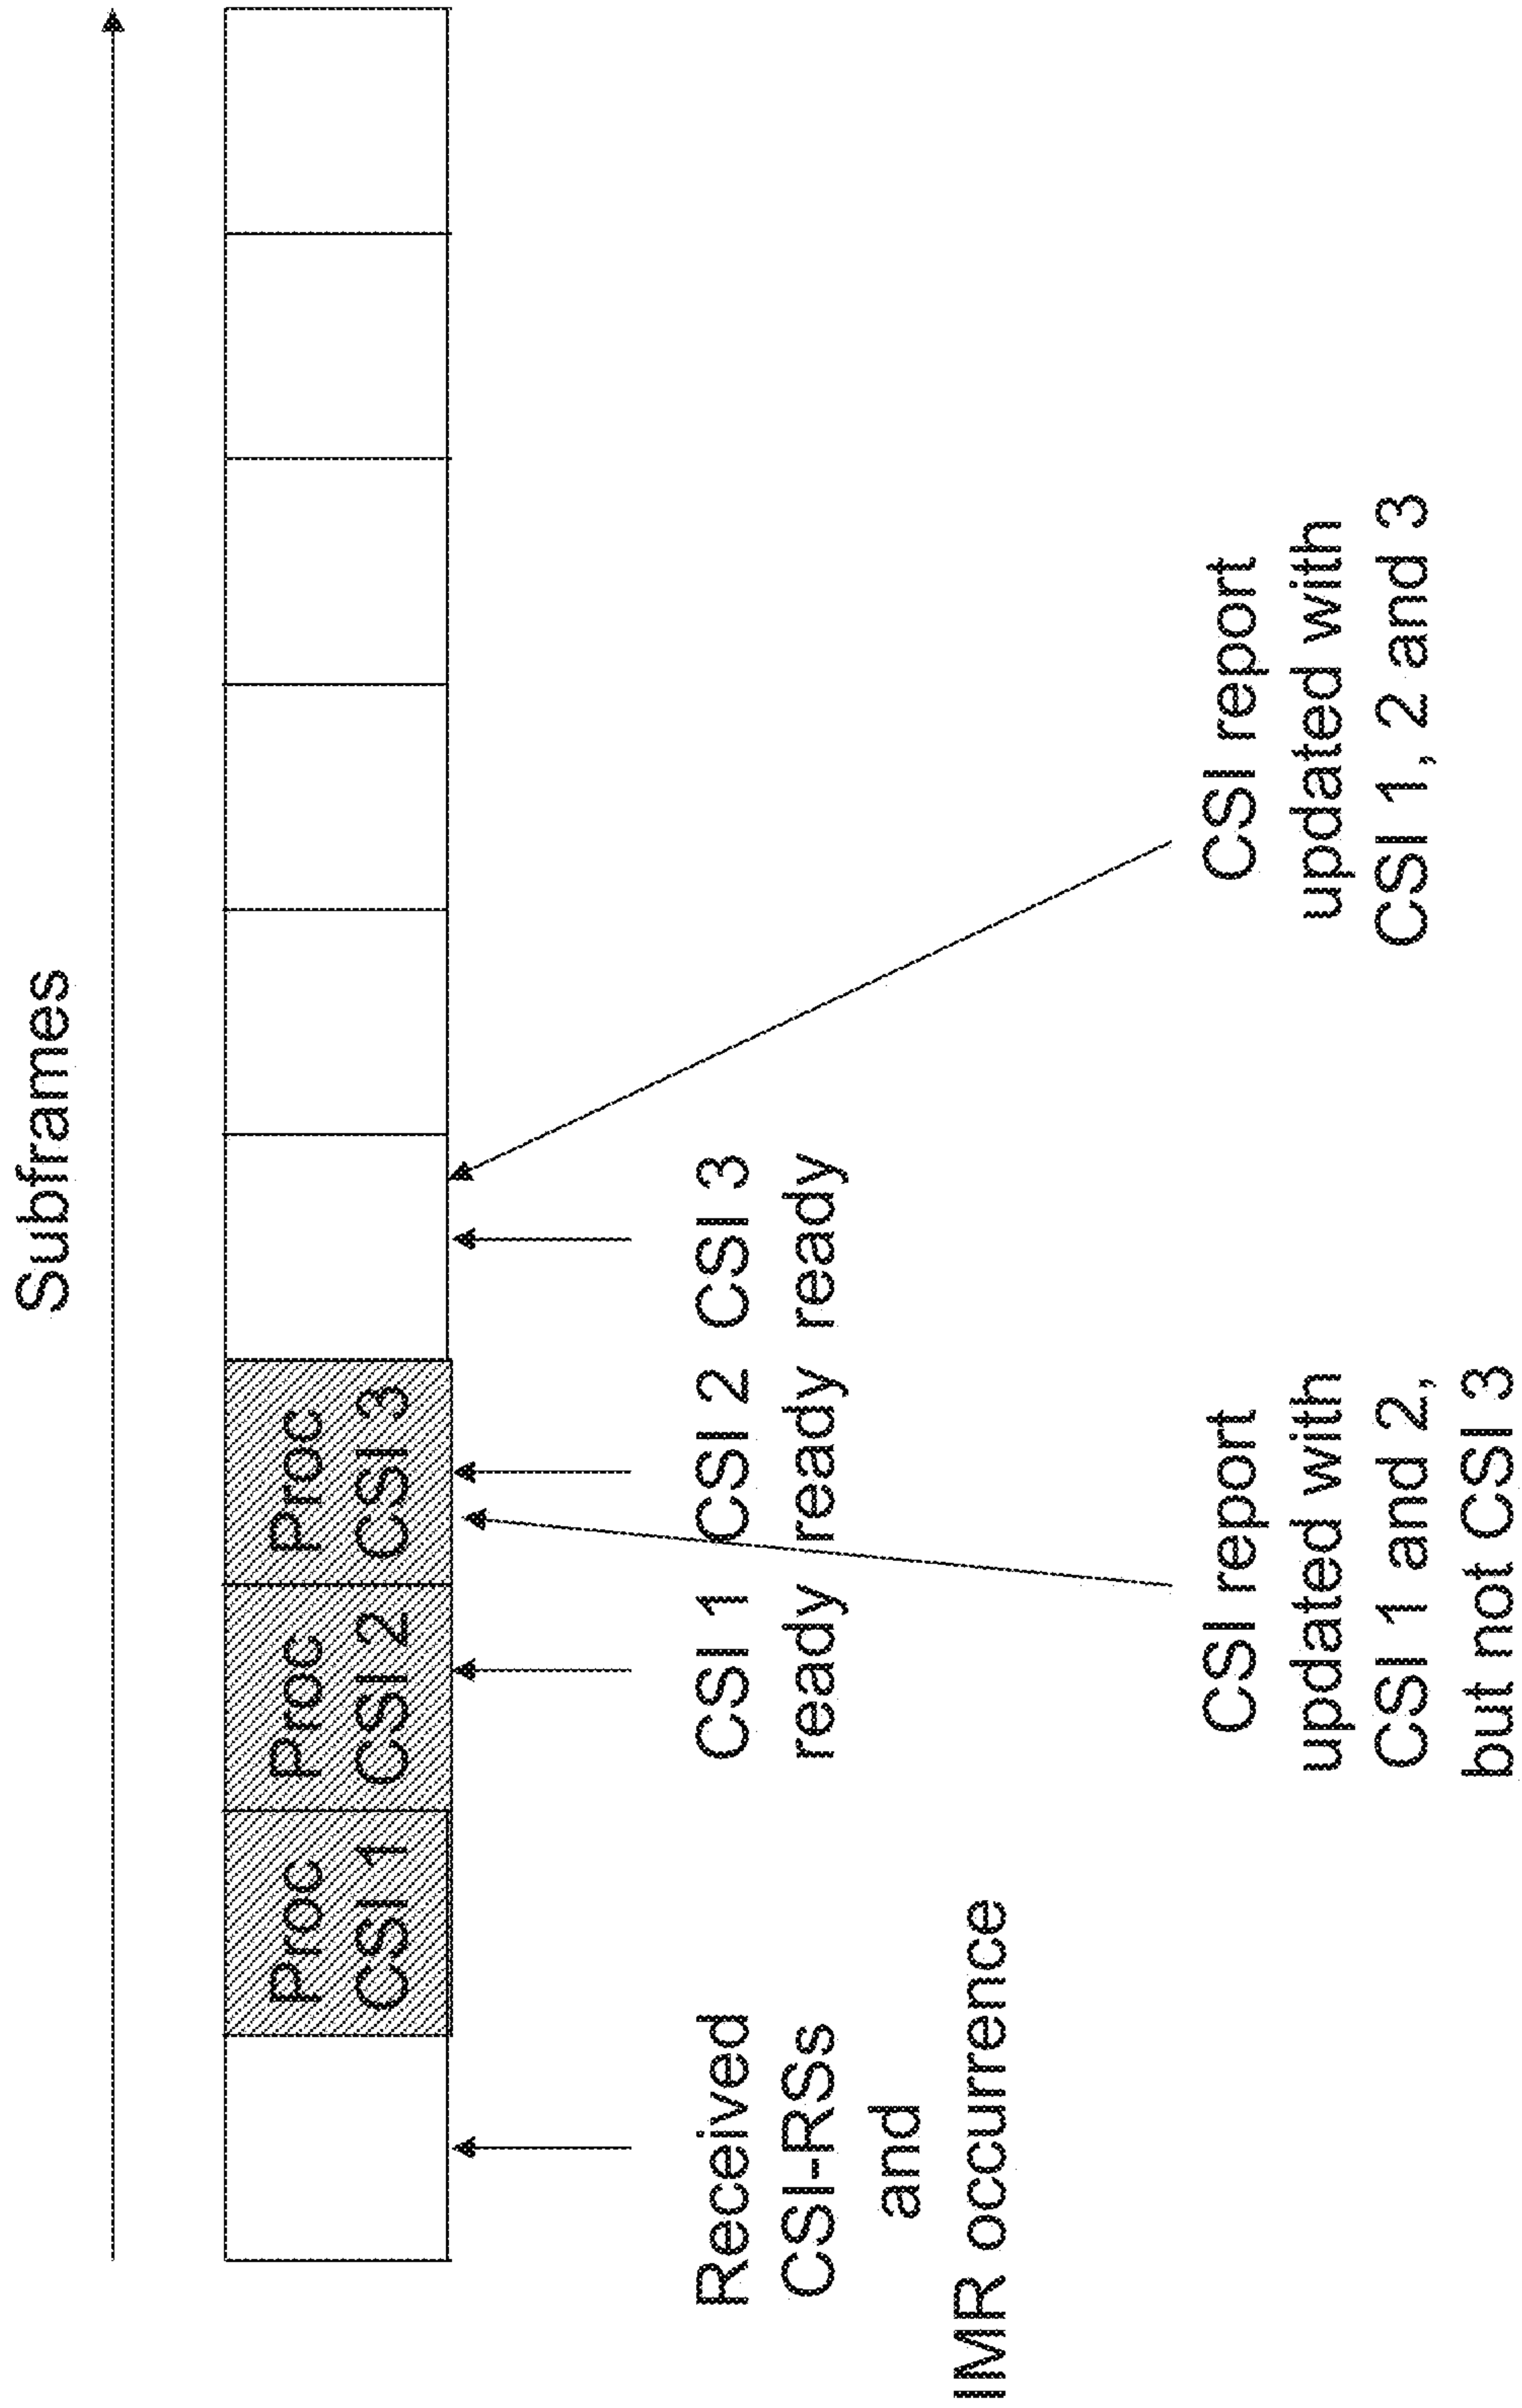 Subframes
Proc
CSI 1
Proc
CSI 2
Proc
CSI 3
Received
CSI-RSs
and
IMR occurrence
CSI 1
ready
CSI 2
ready
CSI 3
ready
CSI report
updated with
CSI 1 and 2,
but not CSI 3
CSI report
updated with
CSI 1, 2 and 3